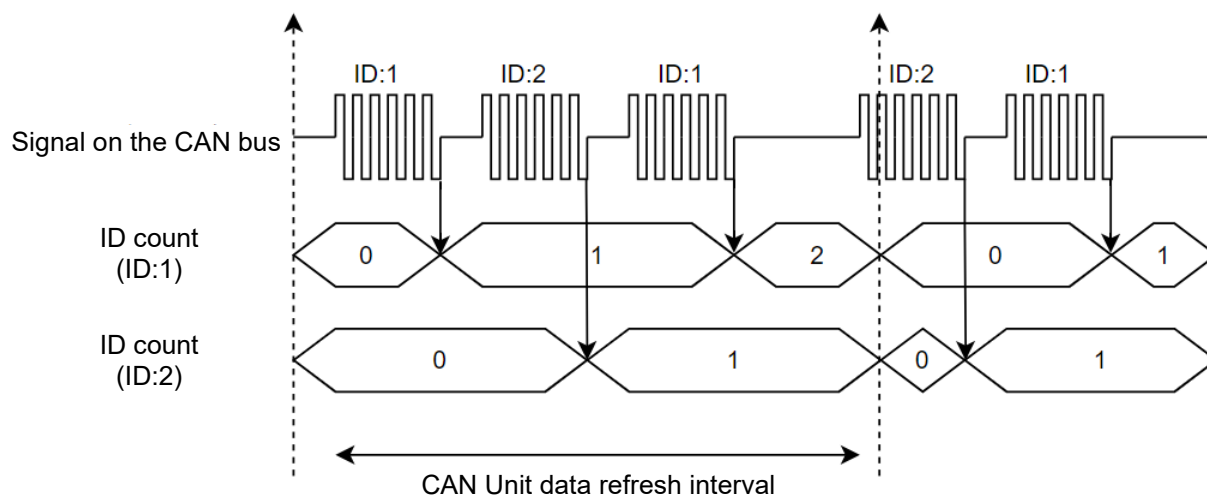 ID:1
ID:2
ID:1
ID:2
ID:1
Signal on the CAN bus
ID count
(ID:1)
0
1
2
0
1
ID count
(ID:2)
0
1
0
1
CAN Unit data refresh interval